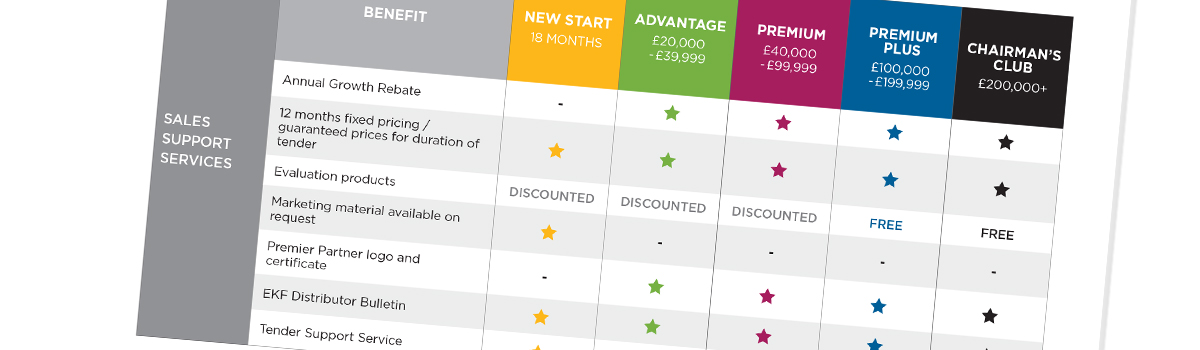 BENEFIT
NEW START
18 MONTHS
ADVANTAGE
£20,000
- £39,999
PREMIUM
£40,000
- £99,999
PREMIUM
PLUS
£100,000
- £199,999
CHAIRMAN'S
CLUB
£200,000+
SALES
SUPPORT
SERVICES
Annual Growth Rebate
-
12 months fixed pricing /
guaranteed prices for duration of
tender
Evaluation products
DISCOUNTED
DISCOUNTED
DISCOUNTED
FREE
FREE
Marketing material available on
request
-
-
-
-
Premier Partner logo and
certificate
-
EKF Distributor Bulletin
Tender Support Service